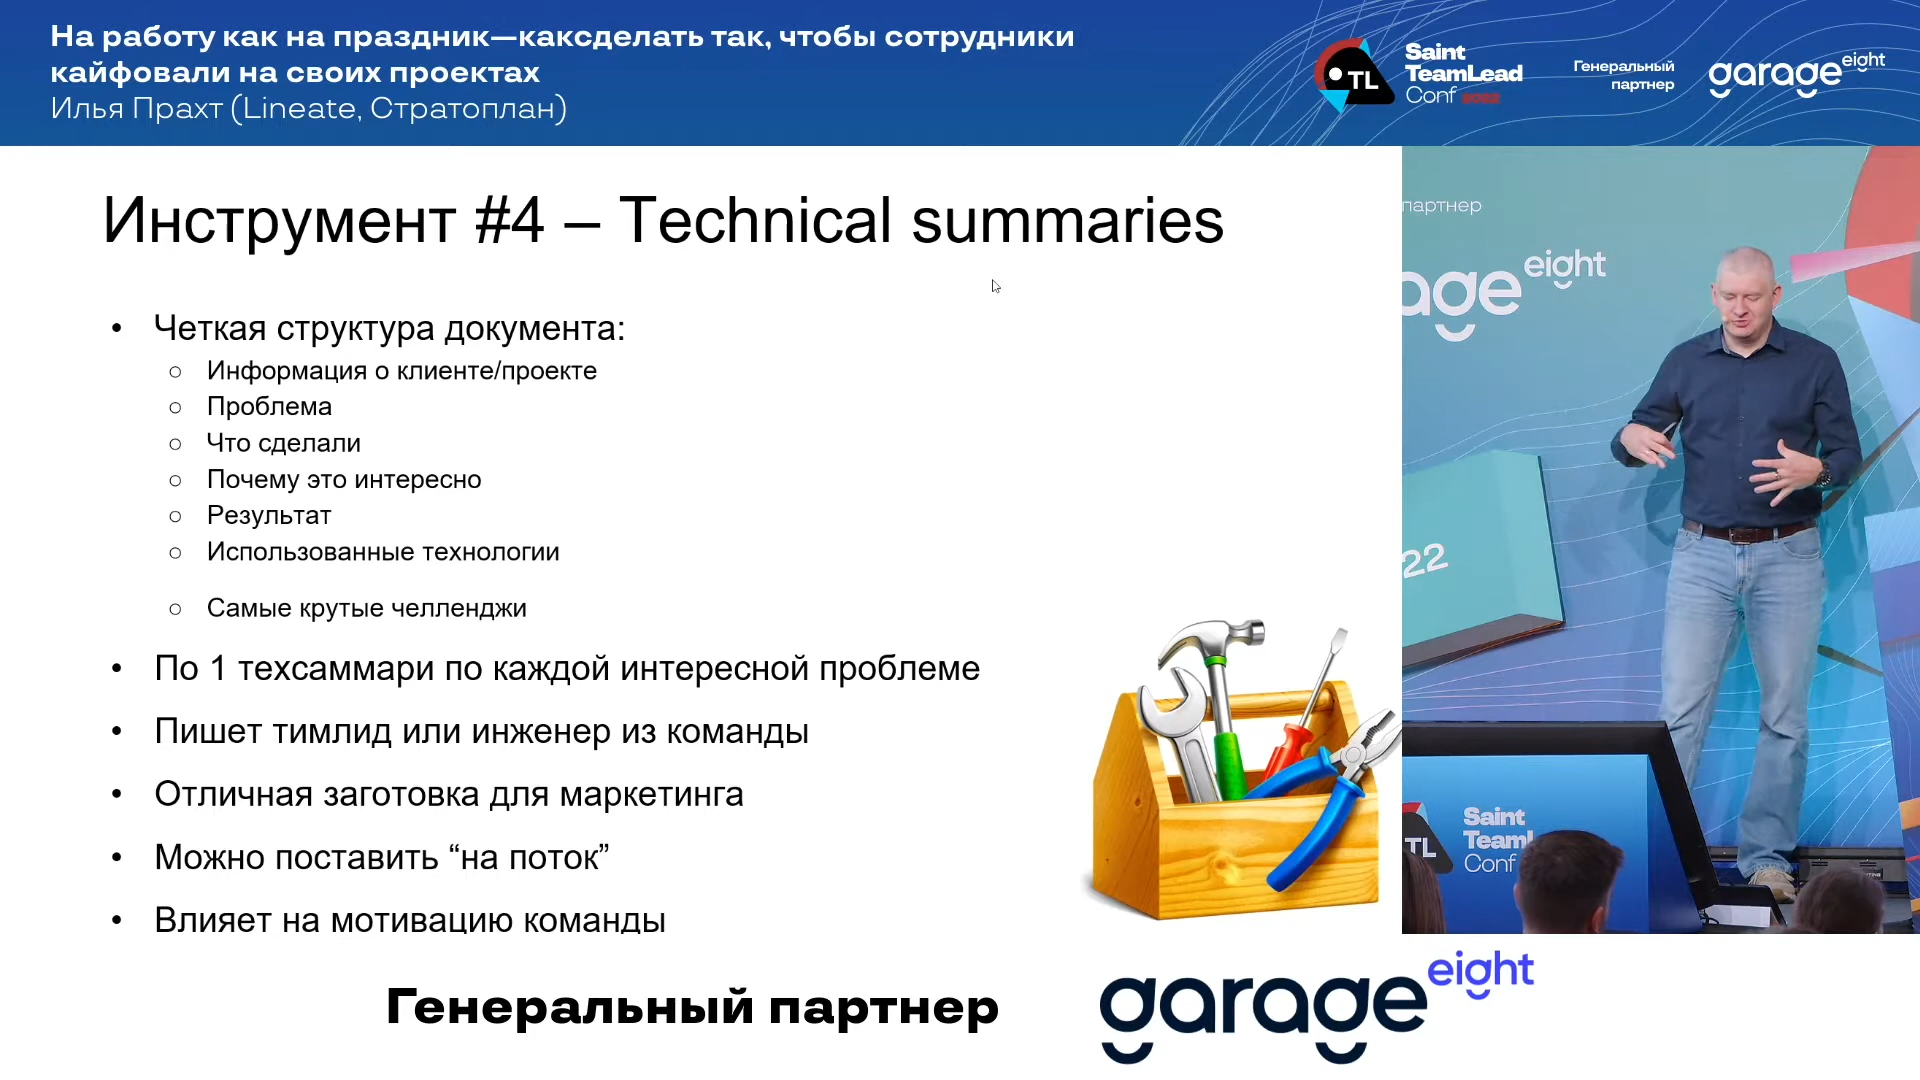 На работу как на праздник—каксделать так, чтобы сотрудники
кайфовали на своих проектах
Илья Прахт (Lineate, Стратоплан)
TL
Saint
TeamLead
Conf 2022
Генеральный
партнер
garage eight
Инструмент #4 – Technical summaries
• Четкая структура документа:
○ Информация о клиенте/проекте
○ Проблема
○ Что сделали
○ Почему это интересно
○ Результат
○ Использованные технологии
○ Самые крутые челленджи
• По 1 техсаммари по каждой интересной проблеме
• Пишет тимлид или инженер из команды
• Отличная заготовка для маркетинга
• Можно поставить “на поток”
• Влияет на мотивацию команды
партнер
age eight
22
TL
Saint
Teaml
Conf
Генеральный партнер
garage eight